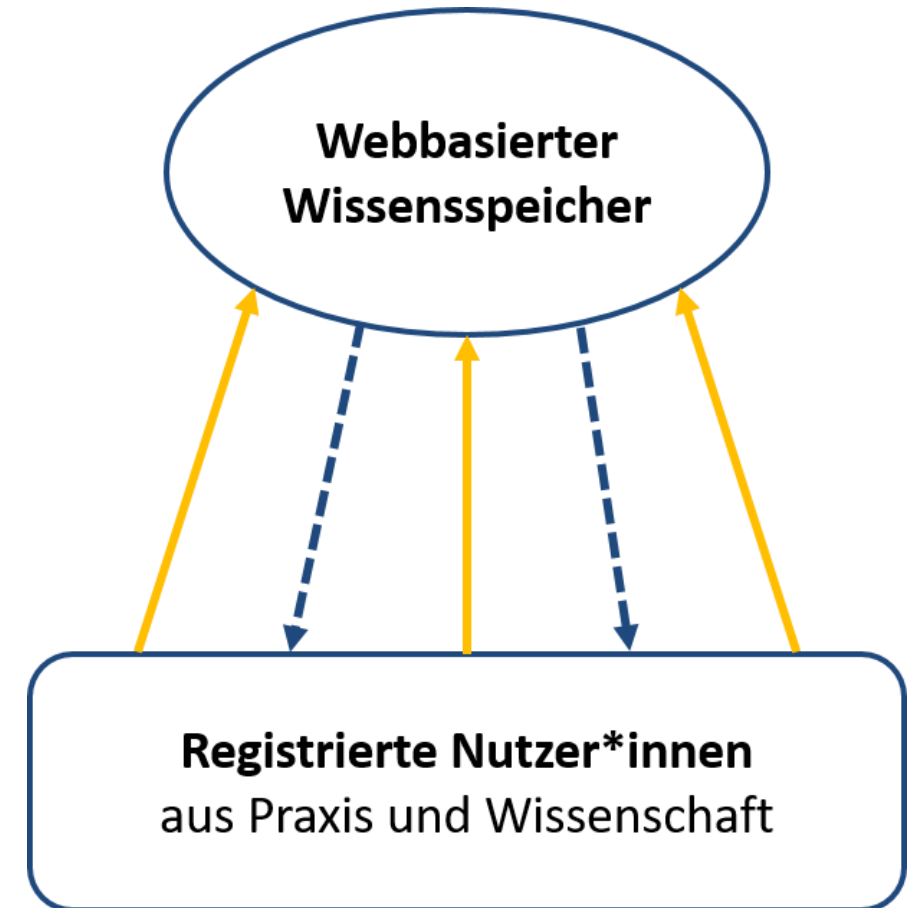 Webbasierter
Wissensspeicher
Registrierte Nutzer*innen
aus Praxis und Wissenschaft